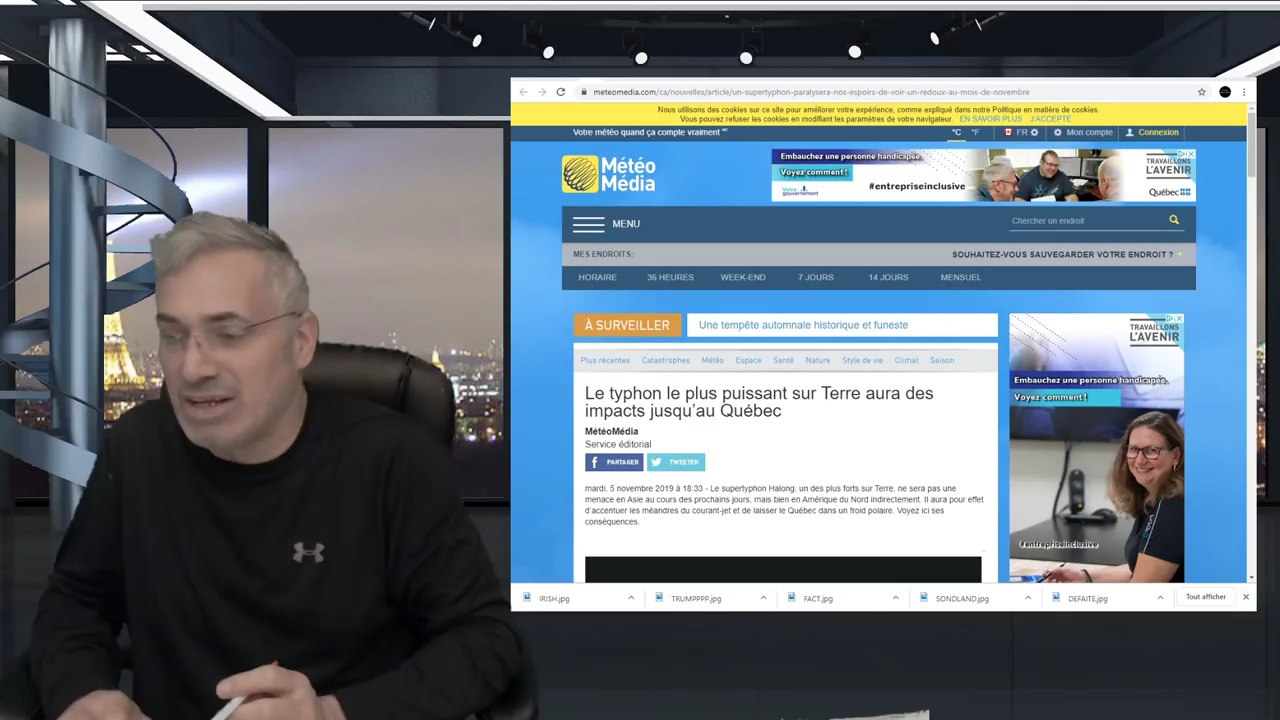 meteomedia.com/ca/nouvelles/article/un-supertyphon-paralysera-nos-espoirs-de-voir-un-redoux-au-mois-de-novembre
Nous utilisons des cookies sur ce site pour améliorer votre expérience, comme expliqué dans notre Politique en matière de cookies.
Vous pouvez refuser les cookies en modifiant les paramètres de votre navigateur. EN SAVOIR PLUS J'ACCEPTE
Votre météo quand ça compte vraiment MC
°C °F FR Mon compte Connexion
Météo
Média
Embauchez une personne handicapée.
Voyez comment !
Votre
gouvernement
#entrepriseinclusive
TRAVAILLONS
L'AVENIR
Québec
MENU
Chercher un endroit
MES ENDROITS:
SOUHAITEZ-VOUS SAUVEGARDER VOTRE ENDROIT ? +
HORAIRE 36 HEURES WEEK-END 7 JOURS 14 JOURS MENSUEL
À SURVEILLER Une tempête automnale historique et funeste
Plus récentes Catastrophes Météo Espace Santé Nature Style de vie Climat Saison
Le typhon le plus puissant sur Terre aura des
impacts jusqu'au Québec
MétéoMédia
Service éditorial
f PARTAGER TWEETER
mardi, 5 novembre 2019 à 18:33 - Le supertyphon Halong, un des plus forts sur Terre, ne sera pas une
menace en Asie au cours des prochains jours, mais bien en Amérique du Nord indirectement. Il aura pour effet
d'accentuer les méandres du courant-jet et de laisser le Québec dans un froid polaire. Voyez ici ses
conséquences.
TRAVAILLONS
L'AVENIR
Embauchez une personne handicapée.
Voyez comment !
#entrepriseinclusive
IRISH.jpg TRUMPPPP.jpg FACT.jpg SONDLAND.jpg DEFAITE.jpg Tout afficher